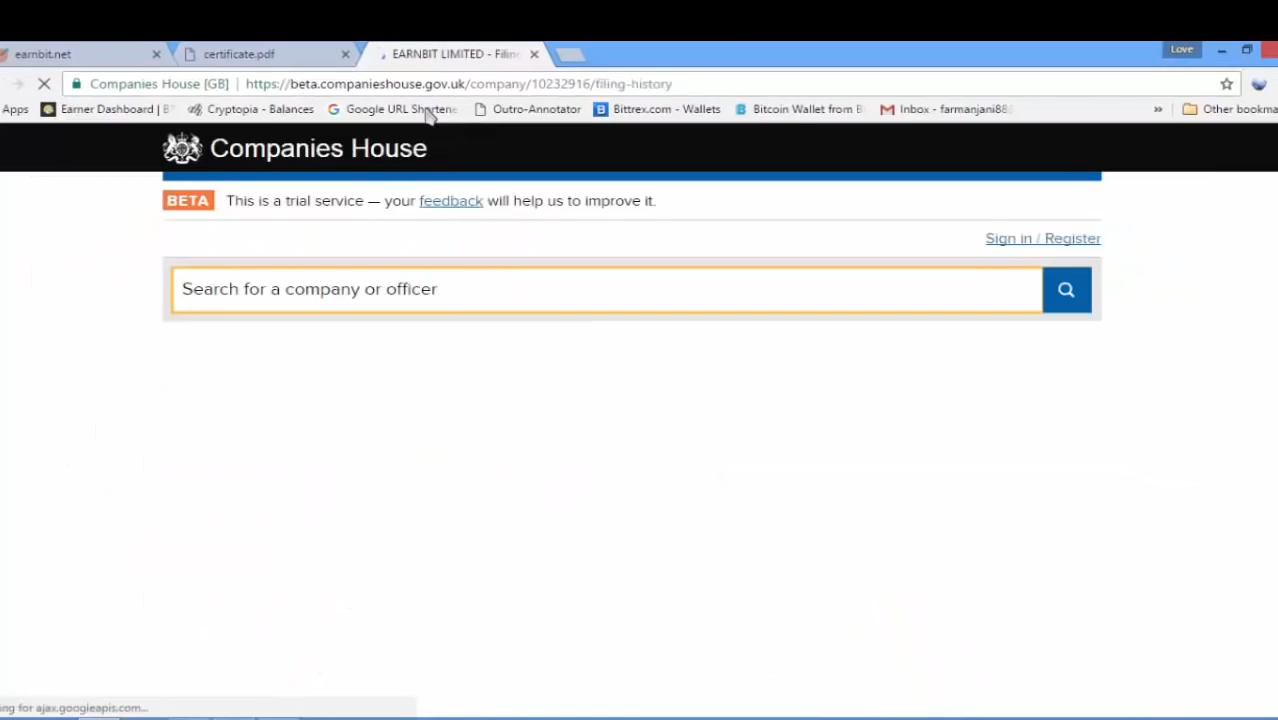 earnbit.net
certificate.pdf
EARNBIT LIMITED - Filing
Love
Companies House [GB] https://beta.companieshouse.gov.uk/company/10232916/filing-history
Apps Earner Dashboard | Cryptopia - Balances Google URL Shortene Outro-Annotator Bittrex.com - Wallets Bitcoin Wallet from Inbox - farmanjani88 » Other bookma
Companies House
BETA This is a trial service — your feedback will help us to improve it.
Sign in / Register
Search for a company or officer
ng for ajax.googleapis.com...